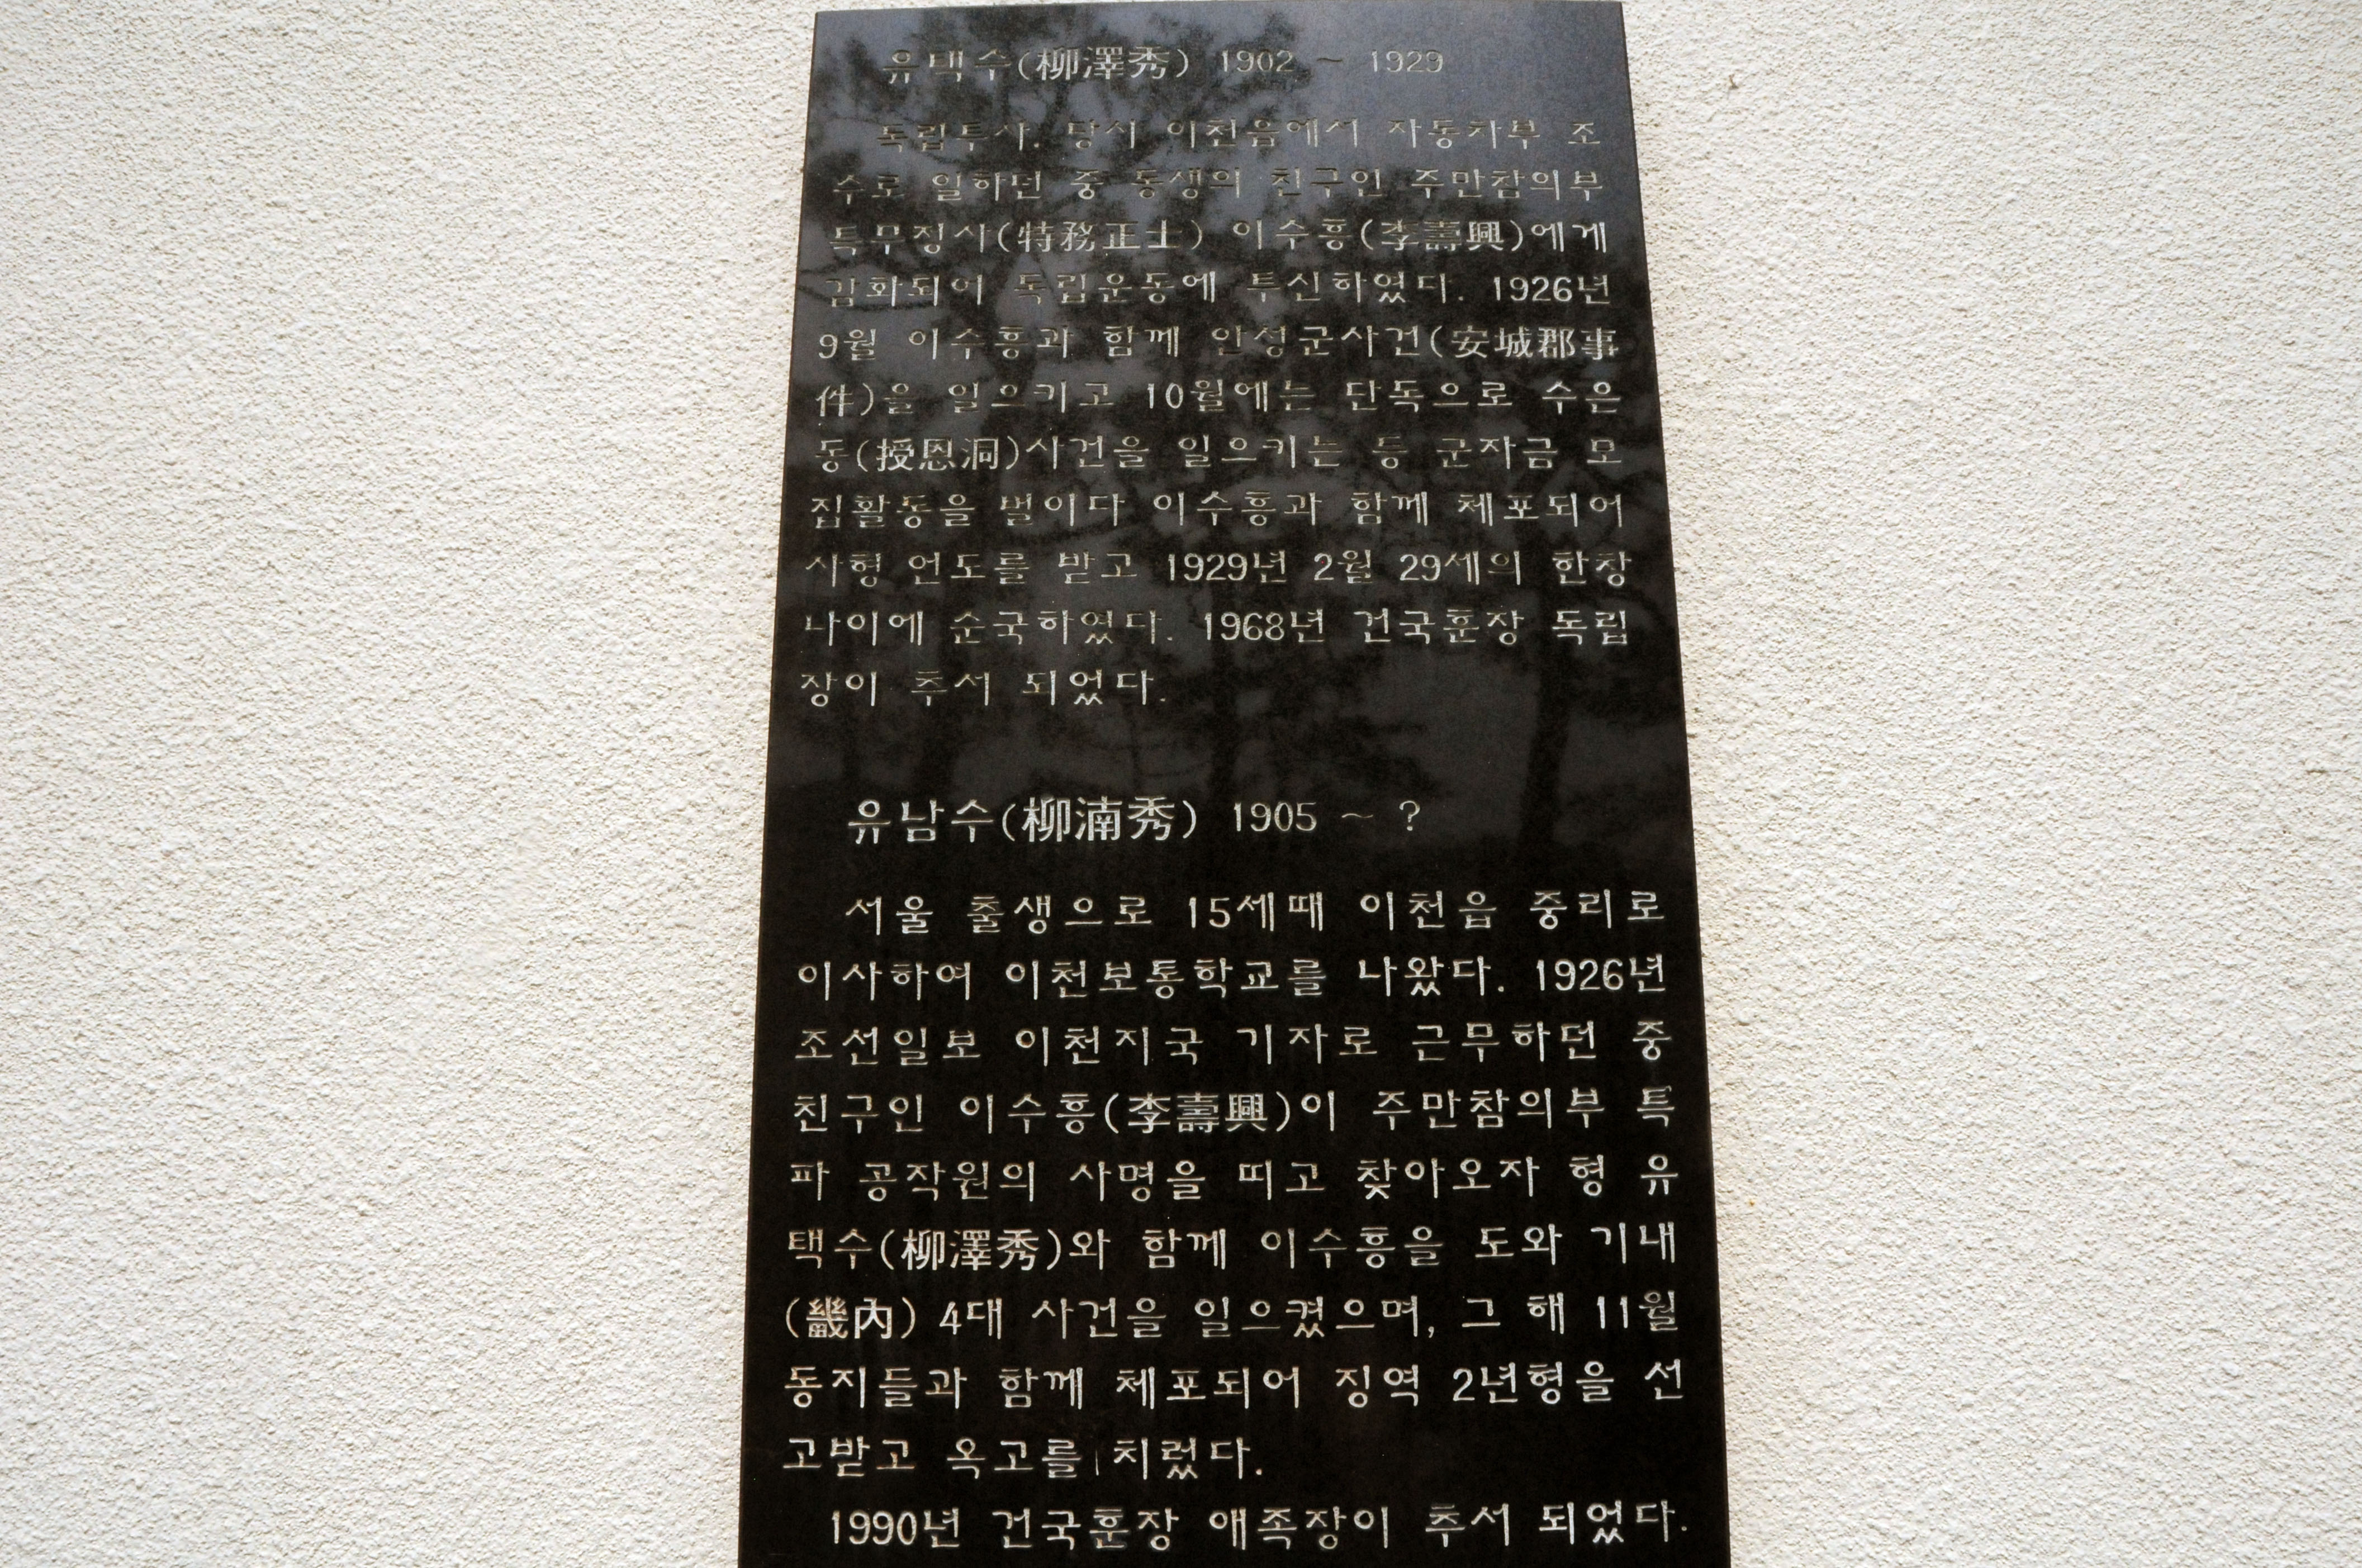 유택수(柳澤秀) 1902 ~ 1929
독립투사. 당시 이천읍에서 자동차부 조
수로 일하던 중 동생의 친구인 주만참의부
특무정사(特務正士) 이수흥(李壽興)에게
감화되어 독립운동에 투신하였다. 1926년
9월 이수흥과 함께 안성군사건(安城郡事
件)을 일으키고 10월에는 단독으로 수은
동(授恩洞)사건을 일으키는 등 군자금 모
집활동을 벌이다 이수흥과 함께 체포되어
사형 언도를 받고 1929년 2월 29세의 한창
나이에 순국하였다. 1968년 건국훈장 독립
장이 추서 되었다.
유남수(柳湳秀) 1905 ~ ?
서울 출생으로 15세때 이천읍 중리로
이사하여 이천보통학교를 나왔다. 1926년
조선일보 이천지국 기자로 근무하던 중
친구인 이수흥(李壽興)이 주만참의부 특
파 공작원의 사명을 띠고 찾아오자 형 유
택수(柳澤秀)와 함께 이수흥을 도와 기내
(畿內) 4대 사건을 일으켰으며, 그 해 11월
동지들과 함께 체포되어 징역 2년형을 선
고받고 옥고를 치렀다.
1990년 건국훈장 애족장이 추서 되었다.